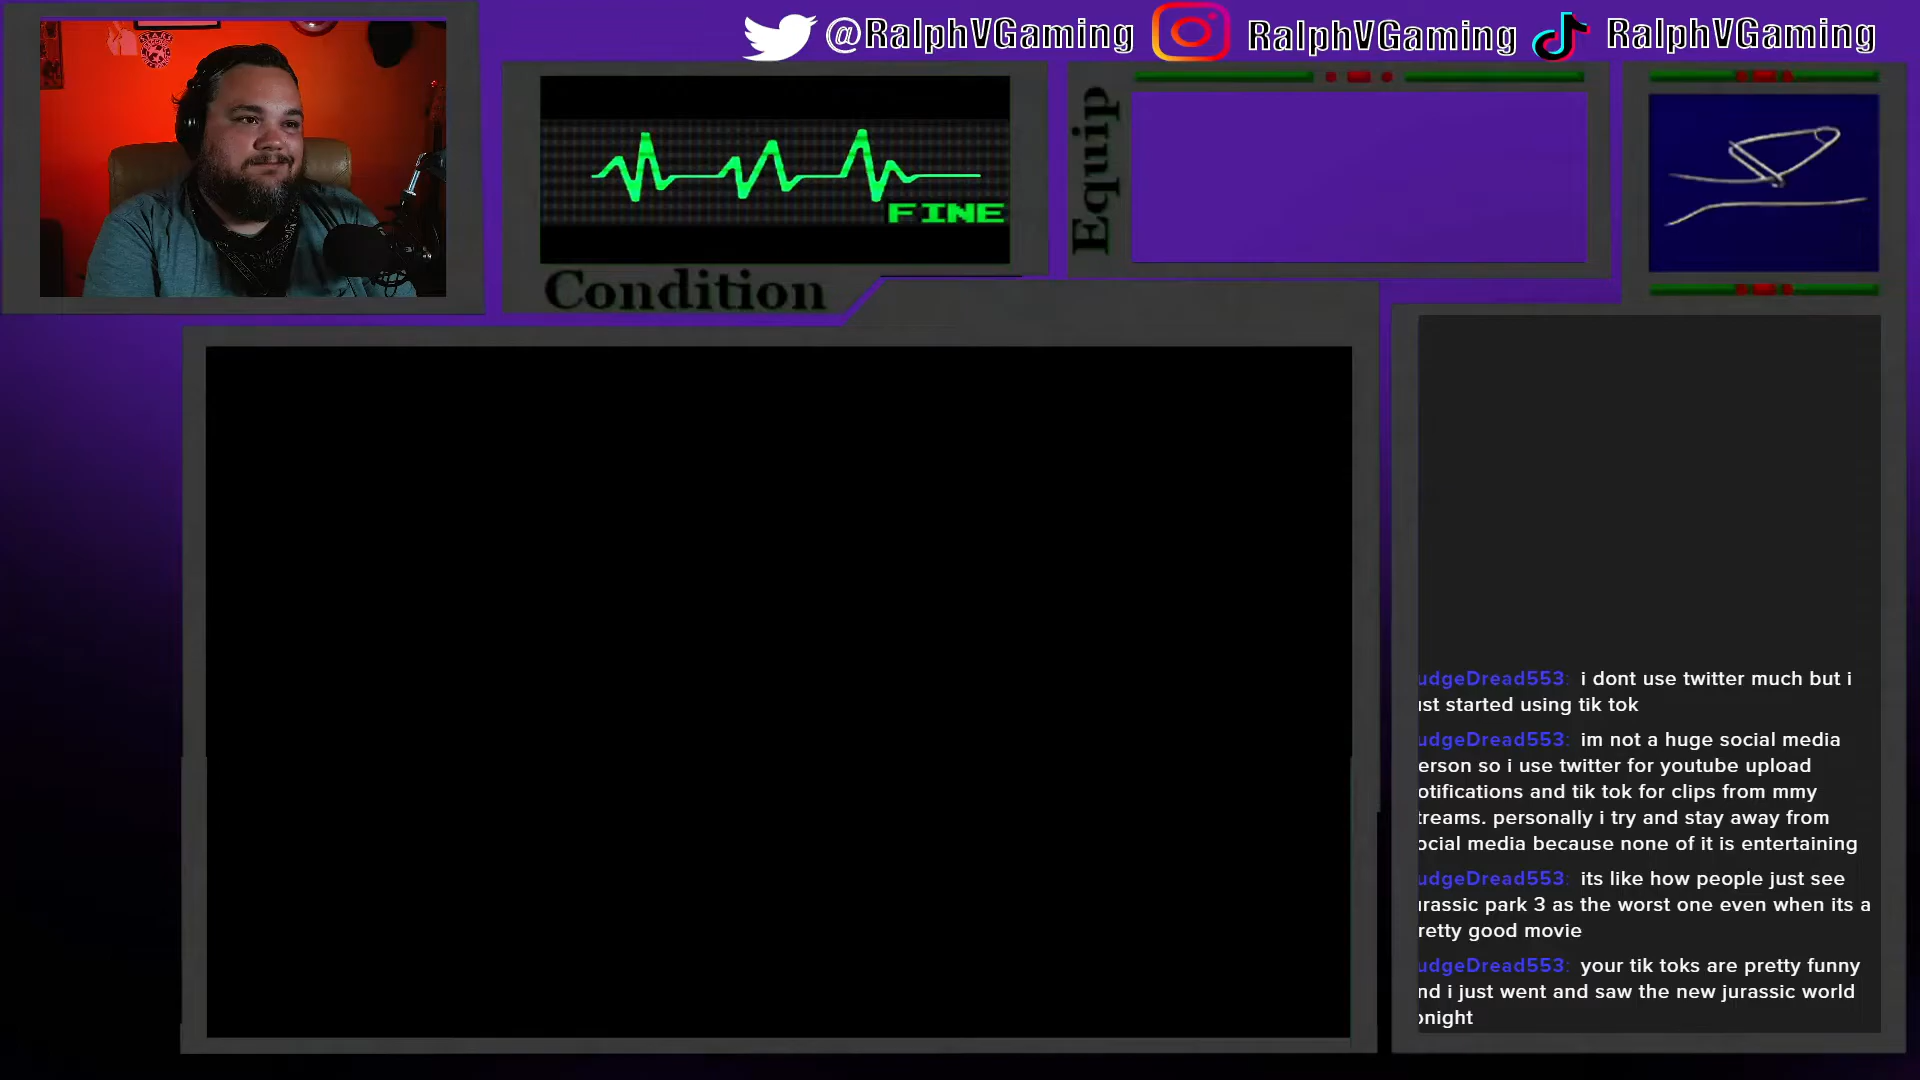 @RalphVGaming RalphVGaming RalphVGaming
FINE
Condition
Equip
udgeDread553: i dont use twitter much but i
ust started using tik tok
udgeDread553: im not a huge social media
erson so i use twitter for youtube upload
otifications and tik tok for clips from mmy
treams. personally i try and stay away from
ocial media because none of it is entertaining
udgeDread553: its like how people just see
urassic park 3 as the worst one even when its a
retty good movie
udgeDread553: your tik toks are pretty funny
nd i just went and saw the new jurassic world
onight